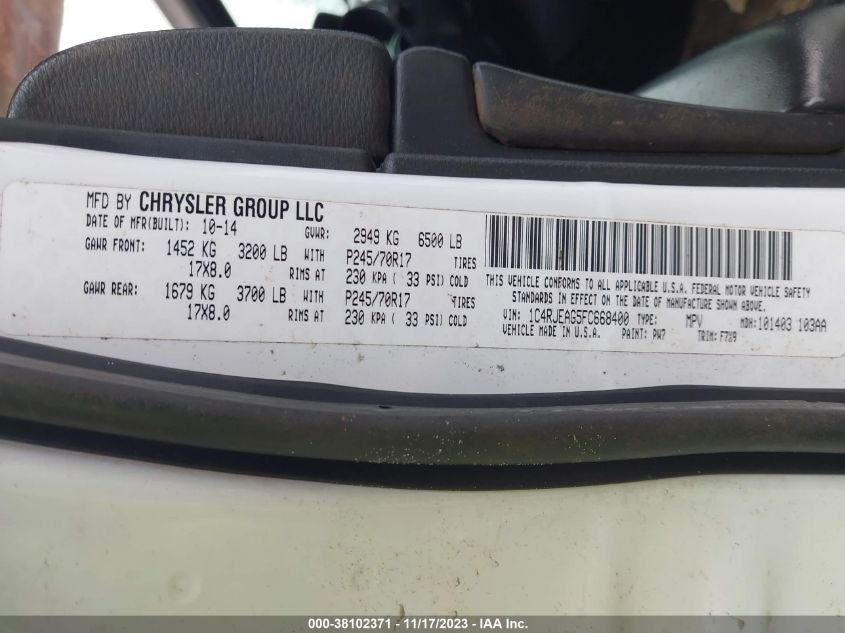 MFD BY CHRYSLER GROUP LLC
DATE OF MFR(BUILT): 10-14 GVWR: 2949 KG 6500 LB
GAWR FRONT: 1452 KG 3200 LB WITH P245/70R17 TIRES
17X8.0 RIMS AT 230 KPA ( 33 PSI) COLD
GAWR REAR: 1679 KG 3700 LB WITH P245/70R17 TIRES
17X8.0 RIMS AT 230 KPA ( 33 PSI) COLD
THIS VEHICLE CONFORMS TO ALL APPLICABLE U.S.A. FEDERAL MOTOR VEHICLE SAFETY
STANDARDS IN EFFECT ON THE DATE OF MANUFACTURE SHOWN ABOVE.
VIN: 1C4RJEAG5FC668400 TYPE: MPV MDH:101403 103AA
VEHICLE MADE IN U.S.A. PAINT: PW7 TRIM:
000-38102371 - 11/17/2023 - IAA Inc.